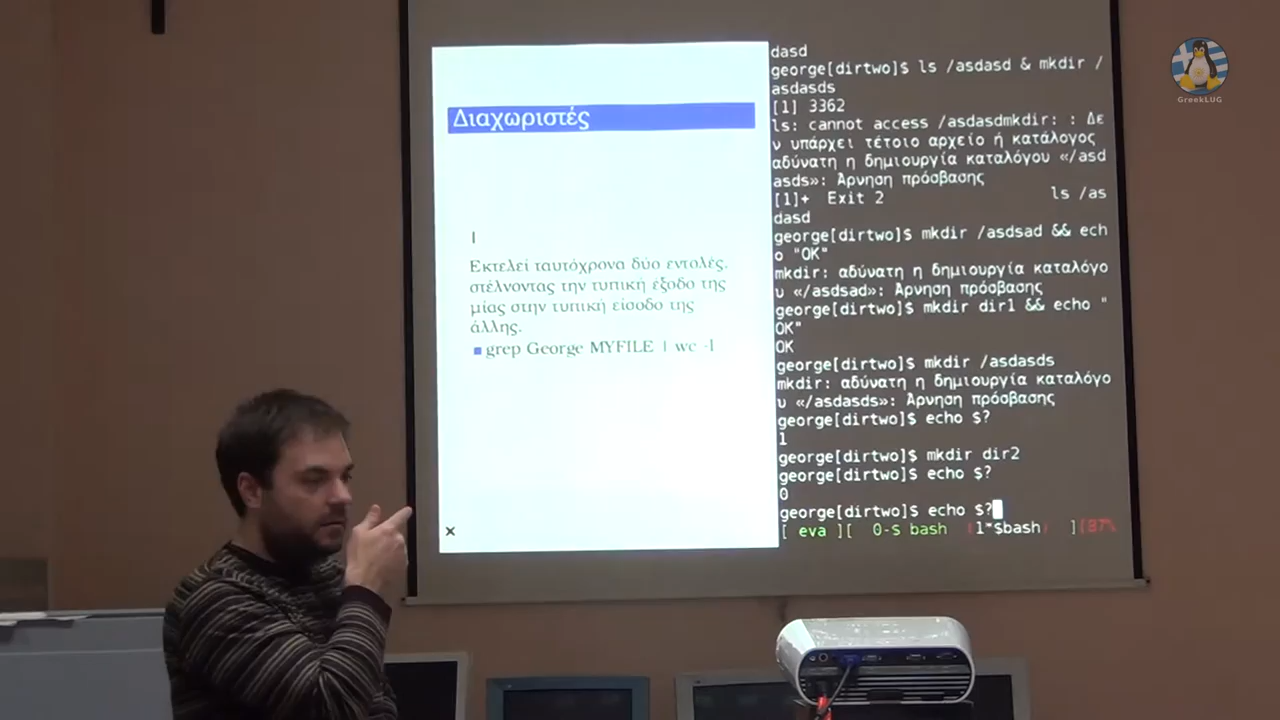 Διαχωριστές
|
Εκτελεί ταυτόχρονα δύο εντολές,
στέλνοντας την τυπική έξοδο της
μίας στην τυπική είσοδο της
άλλης.
grep George MYFILE | wc -l
dasd
george[dirtwo]$ ls /asdasd & mkdir /
asdasds
[1] 3362
ls: cannot access /asdasdmkdir: : Δε
ν υπάρχει τέτοιο αρχείο ή κατάλογος
αδύνατη η δημιουργία καταλόγου «/asd
asds»: Άρνηση πρόσβασης
[1]+ Exit 2 ls /as
dasd
george[dirtwo]$ mkdir /asdsad && ech
o "OK"
mkdir: αδύνατη η δημιουργία καταλόγο
υ «/asdsad»: Άρνηση πρόσβασης
george[dirtwo]$ mkdir dir1 && echo "
OK"
OK
george[dirtwo]$ mkdir /asdasds
mkdir: αδύνατη η δημιουργία καταλόγο
υ «/asdasds»: Άρνηση πρόσβασης
george[dirtwo]$ echo $?
1
george[dirtwo]$ mkdir dir2
george[dirtwo]$ echo $?
0
george[dirtwo]$ echo $?
[ eva ][ 0-$ bash (1*$bash) ](87%
GreekLUG